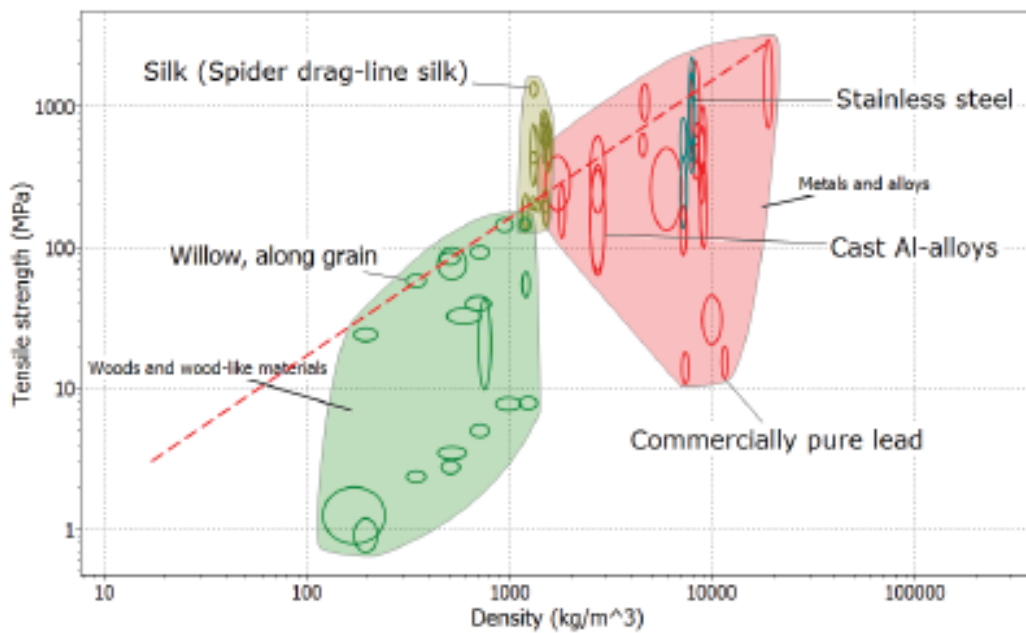 Silk (Spider drag-line silk)
1000
Stainless steel
Metals and alloys
100
Willow, along grain
Cast Al-alloys
Woods and wood-like materials
10
Commercially pure lead
1
Tensile strength (MPa)
10 100 1000 10000 100000
Density (kg/m^3)